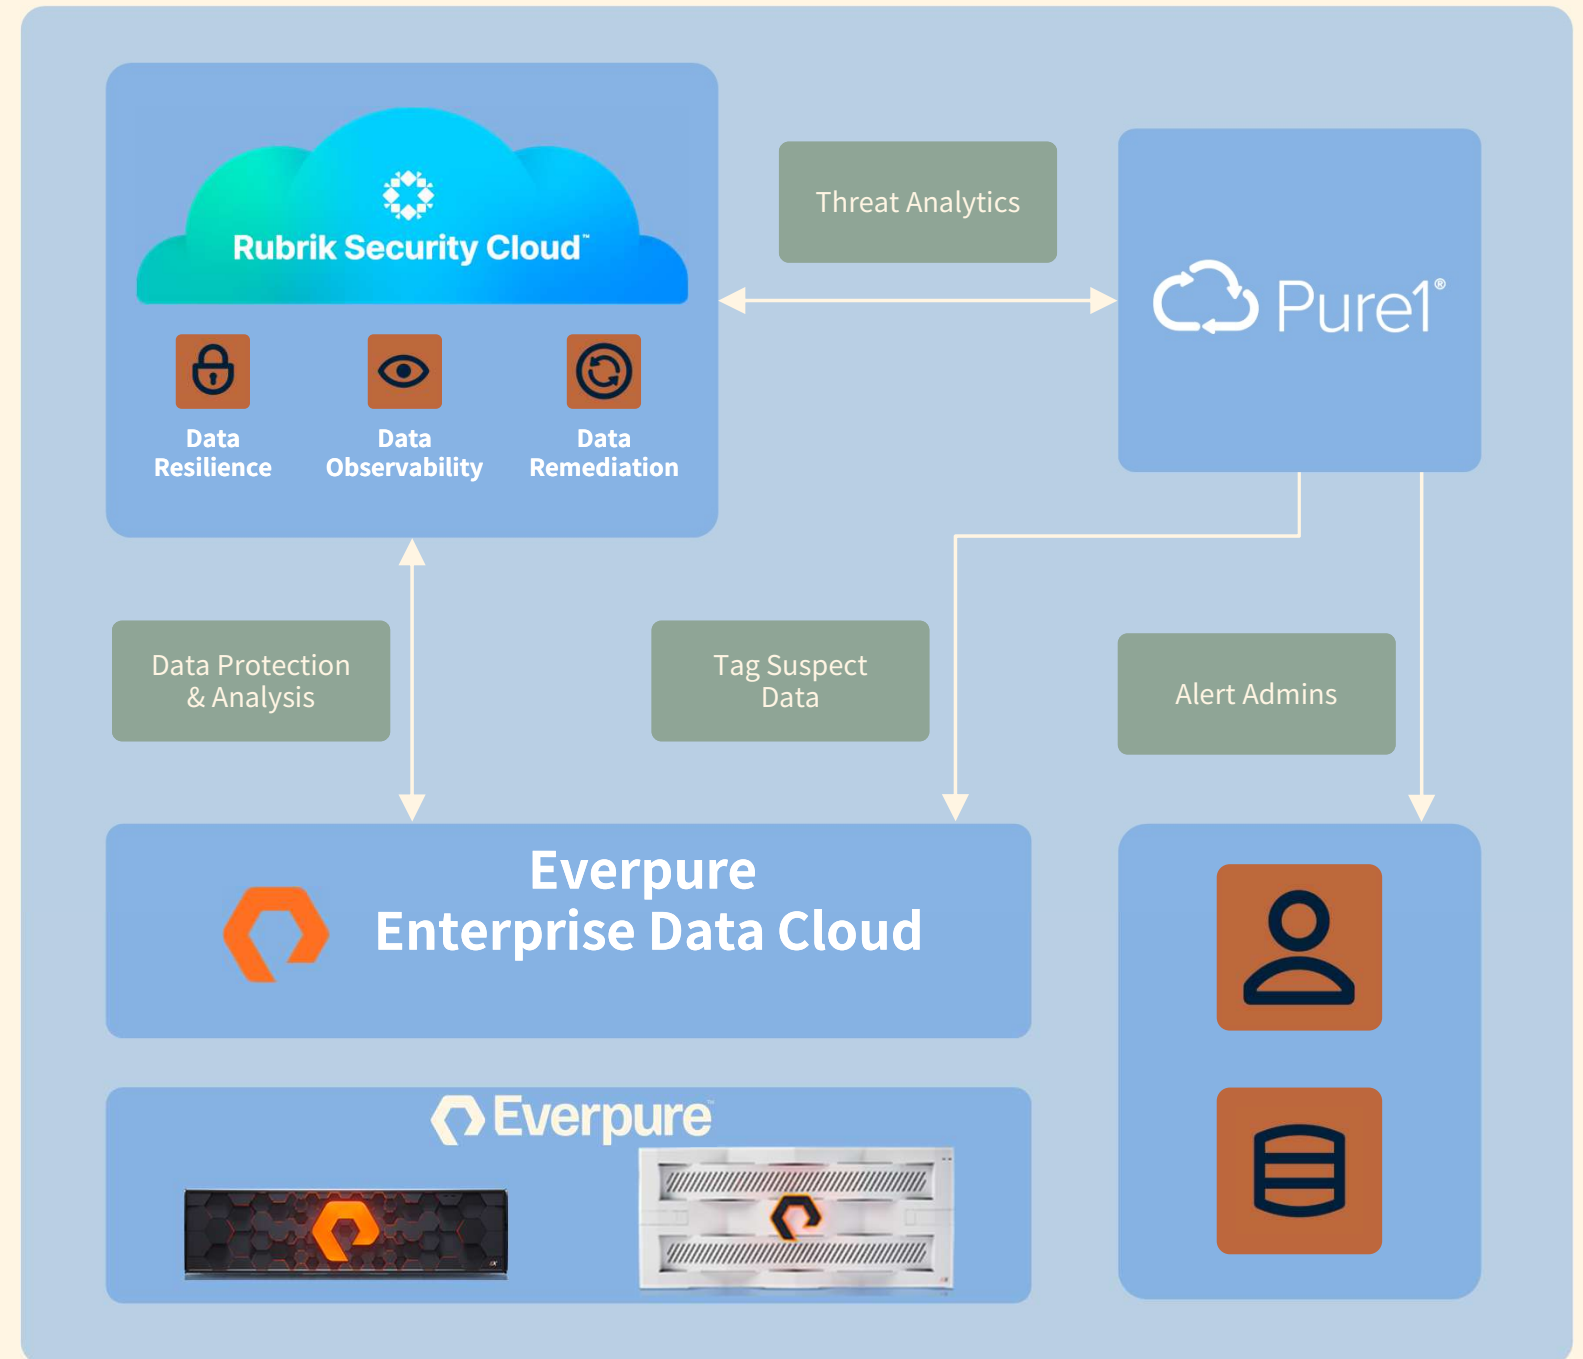 Rubrik Security Cloud™
Data
Resilience
Data
Observability
Data
Remediation
Threat Analytics
Pure1®
Data Protection
& Analysis
Tag Suspect
Data
Alert Admins
Everpure
Enterprise Data Cloud
Everpure™